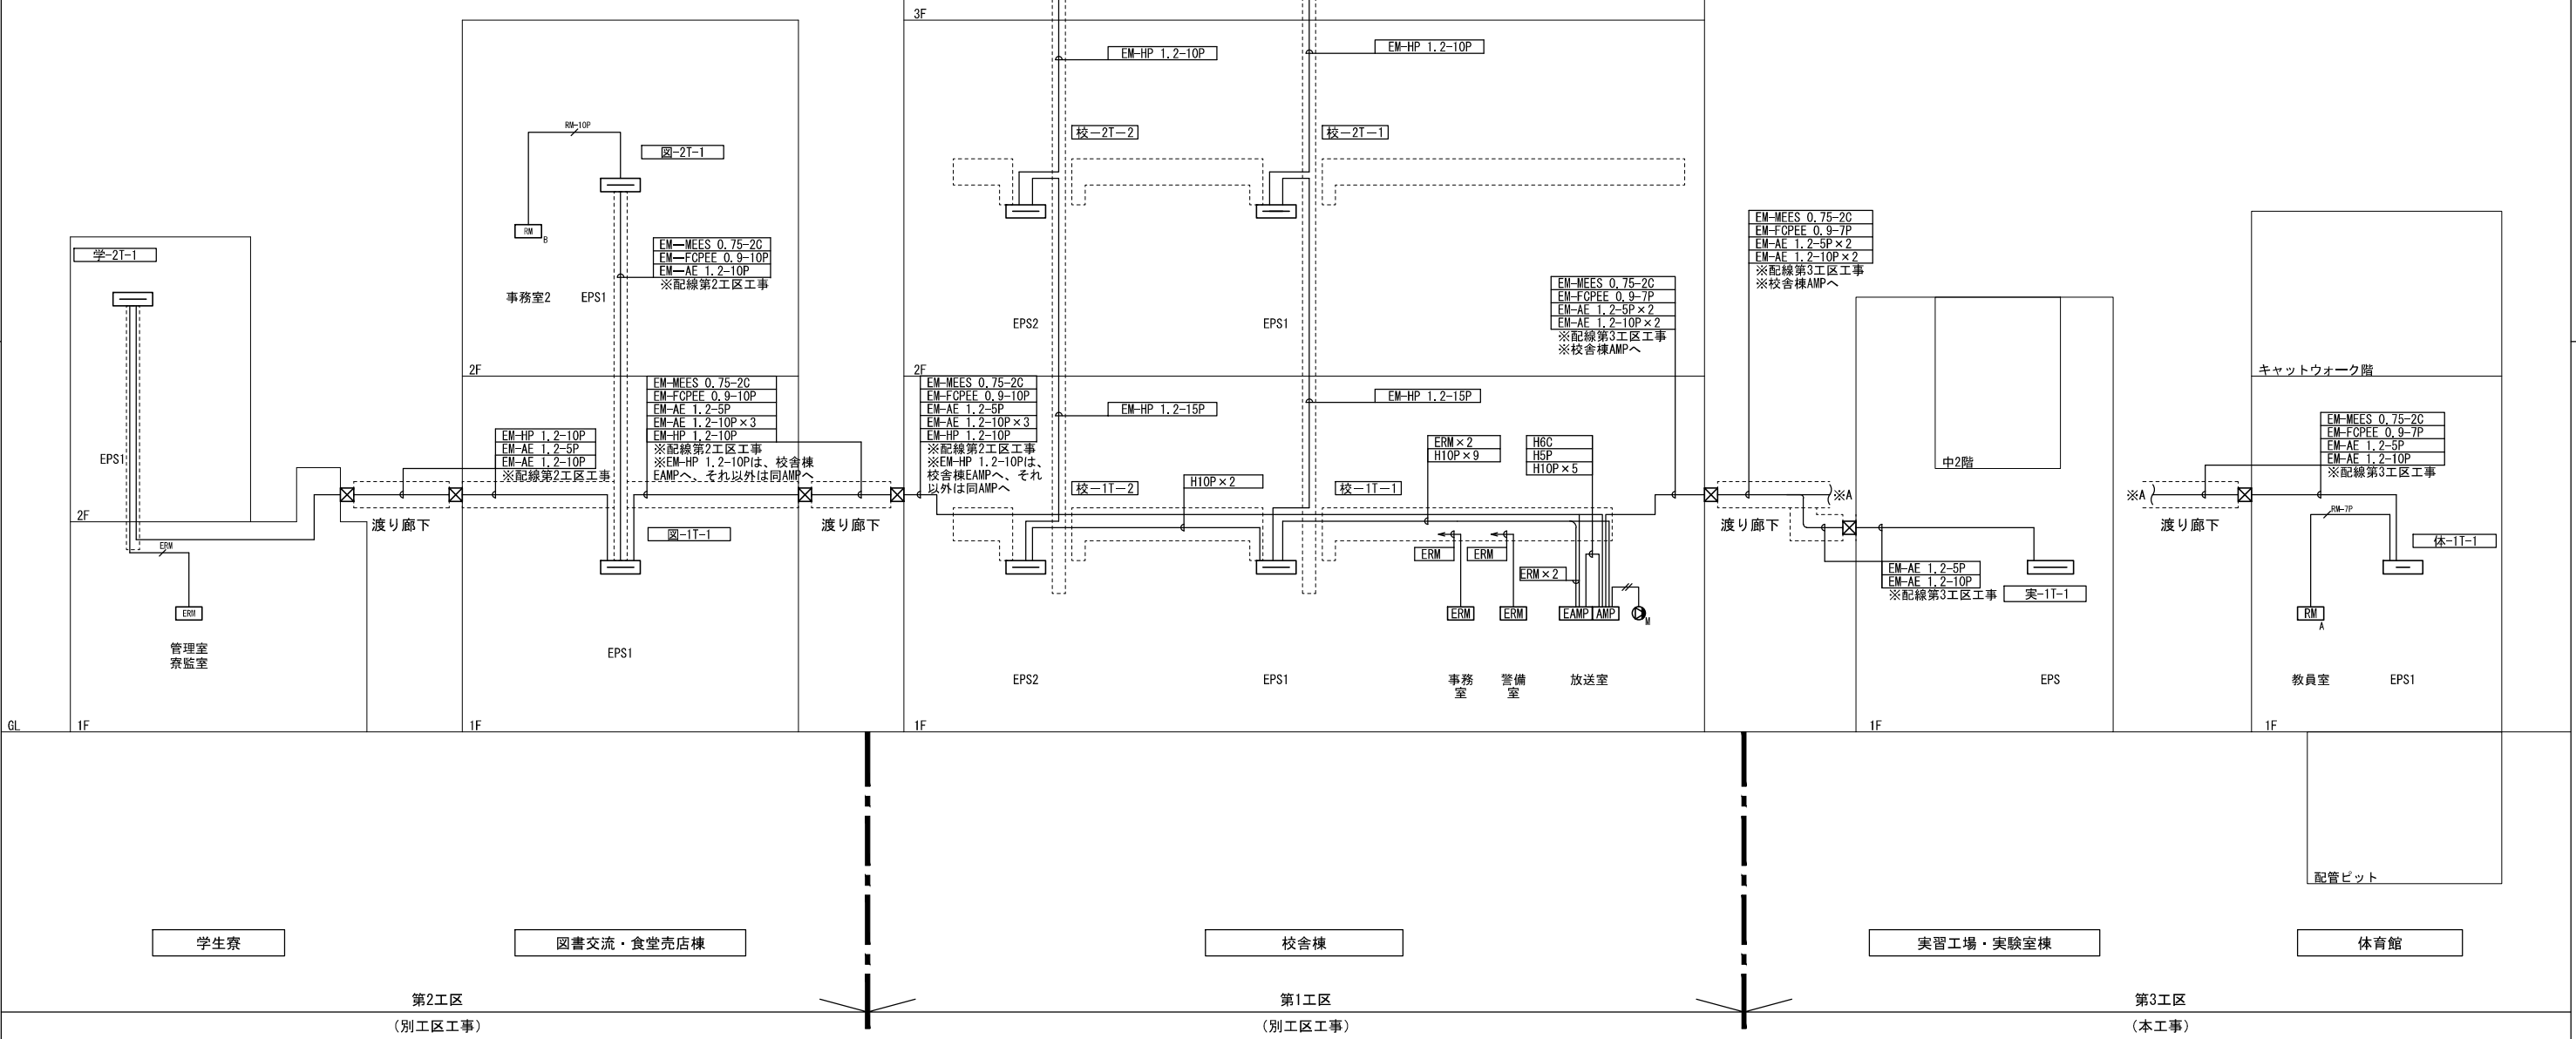 学-2T-1
EPS1
2F
ERM
ERM
管理室
寮監室
GL
1F
RM-10P
図-2T-1
RM
B
事務室2
EPS1
EM—MEES 0.75-2C
EM—FCPEE 0.9-10P
EM—AE 1.2-10P
※配線第2工区工事
2F
EM-HP 1.2-10P
EM-AE 1.2-5P
EM-AE 1.2-10P
※配線第2工区工事
EM-MEES 0.75-2C
EM-FCPEE 0.9-10P
EM-AE 1.2-5P
EM-AE 1.2-10P×3
EM-HP 1.2-10P
※配線第2工区工事
※EM-HP 1.2-10Pは、校舎棟
EAMPへ、それ以外は同AMPへ
渡り廊下
図-1T-1
渡り廊下
EPS1
1F
3F
EM-HP 1.2-10P
EM-HP 1.2-10P
校－2T－2
校－2T－1
EPS2
EPS1
EM-MEES 0.75-2C
EM-FCPEE 0.9-7P
EM-AE 1.2-5P×2
EM-AE 1.2-10P×2
※配線第3工区工事
※校舎棟AMPへ
2F
EM-MEES 0.75-2C
EM-FCPEE 0.9-10P
EM-AE 1.2-5P
EM-AE 1.2-10P×3
EM-HP 1.2-10P
※配線第2工区工事
※EM-HP 1.2-10Pは、
校舎棟EAMPへ、それ
以外は同AMPへ
EM-HP 1.2-15P
EM-HP 1.2-15P
校－1T－2
H10P×2
校－1T－1
ERM×2
H10P×9
H6C
H5P
H10P×5
ERM
ERM
ERM×2
ERM
ERM
EAMP
AMP
M
EPS2
EPS1
事務
室
警備
室
放送室
1F
EM-MEES 0.75-2C
EM-FCPEE 0.9-7P
EM-AE 1.2-5P×2
EM-AE 1.2-10P×2
※配線第3工区工事
※校舎棟AMPへ
中2階
※A
渡り廊下
EM-AE 1.2-5P
EM-AE 1.2-10P
※配線第3工区工事
実-1T-1
EPS
1F
キャットウォーク階
EM-MEES 0.75-2C
EM-FCPEE 0.9-7P
EM-AE 1.2-5P
EM-AE 1.2-10P
※配線第3工区工事
※A
渡り廊下
RM-7P
体-1T-1
RM
A
教員室
EPS1
1F
配管ピット
学生寮
図書交流・食堂売店棟
校舎棟
実習工場・実験室棟
体育館
第2工区
(別工区工事)
第1工区
(別工区工事)
第3工区
(本工事)